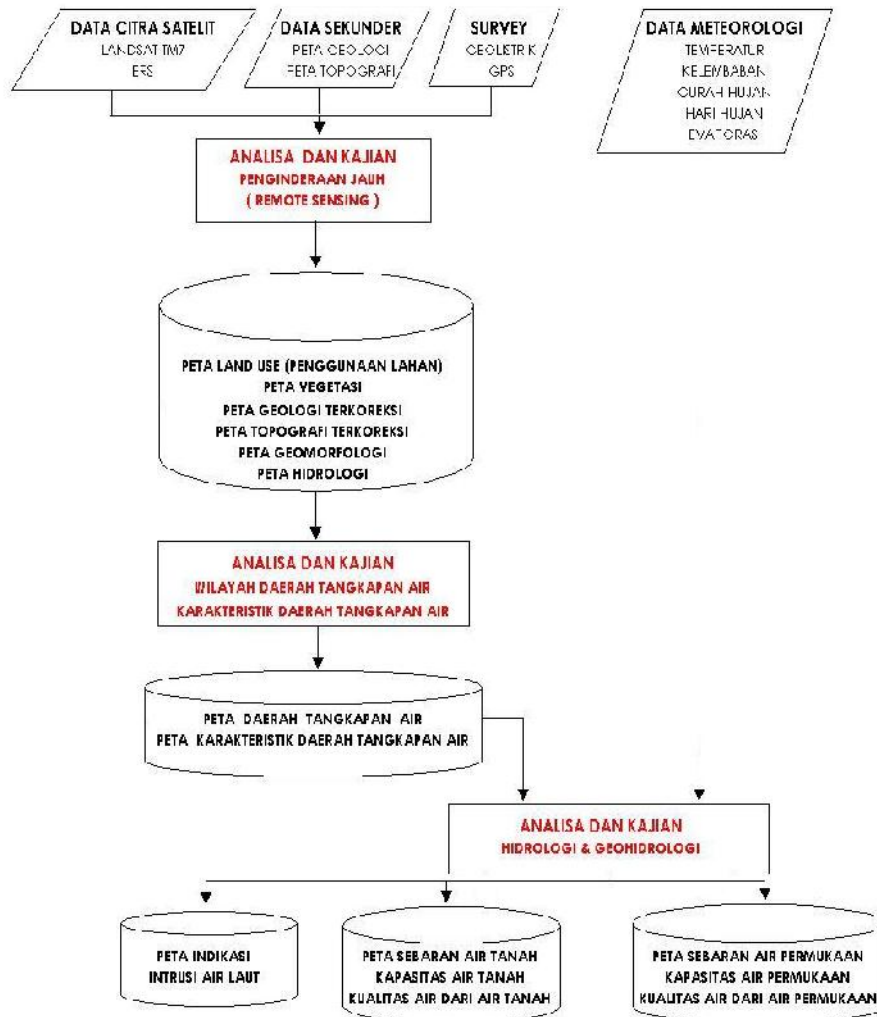 DATA CITRA SATELIT
LANDSAT TM7
ERS
DATA SEKUNDER
PETA GEOLOGI
PETA TOPOGRAFI
SURVEY
GEOLISTRIK
GPS
DATA METEOROLOGI
TEMPERATUR
KELEMBABAN
CURAH HUJAN
HARI HUJAN
ANALISA DAN KAJIAN
PENGINDERAAN JAUH
( REMOTE SENSING )
PETA LAND USE (PENGGUNAAN LAHAN)
PETA VEGETASI
PETA GEOLOGI TERKOREKSI
PETA TOPOGRAFI TERKOREKSI
PETA GEOMORFOLOGI
PETA HIDROLOGI
ANALISA DAN KAJIAN
WILAYAH DAERAH TANGKAPAN AIR
KARAKTERISTIK DAERAH TANGKAPAN AIR
PETA DAERAH TANGKAPAN AIR
PETA KARAKTERISTIK DAERAH TANGKAPAN AIR
ANALISA DAN KAJIAN
HIDROLOGI & GEOHIDROLOGI
PETA INDIKASI
INTRUSI AIR LAUT
PETA SEBARAN AIR TANAH
KAPASITAS AIR TANAH
KUALITAS AIR DARI AIR TANAH
PETA SEBARAN AIR PERMUKAAN
KAPASITAS AIR PERMUKAAN
KUALITAS AIR DARI AIR PERMUKAAN